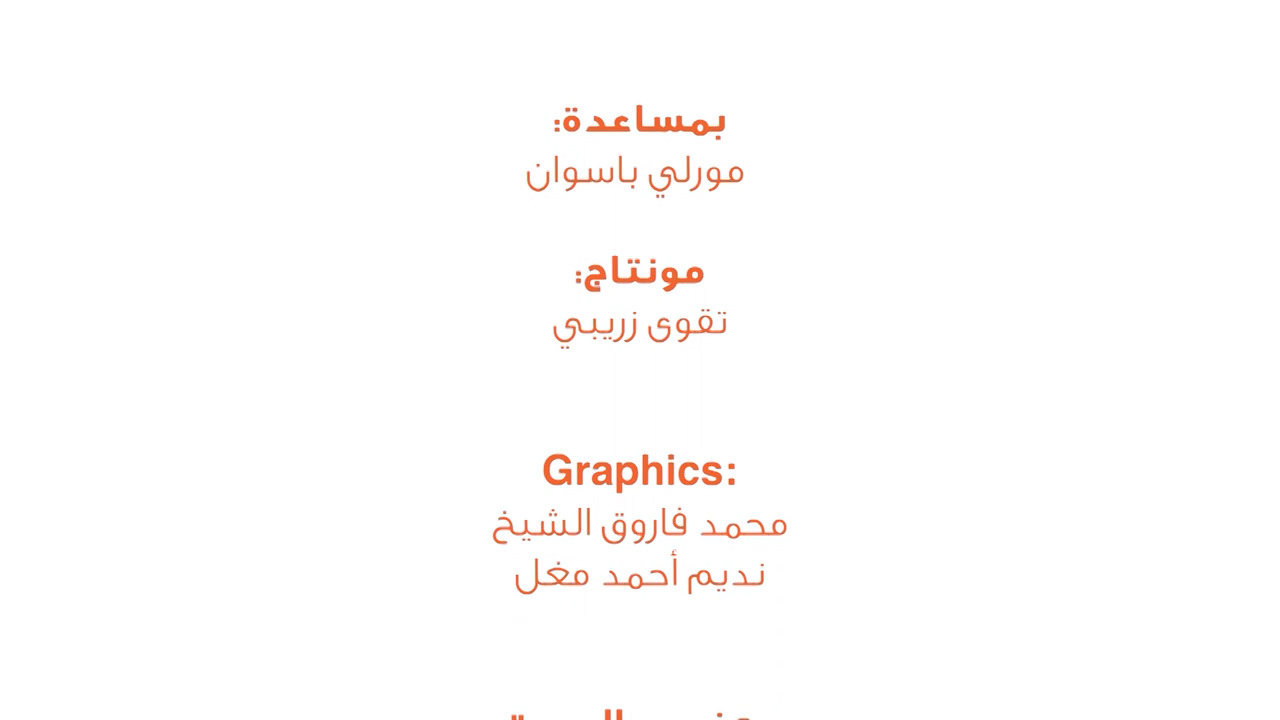 بمساعدة:
مورلي باسوان
مونتاج:
تقوى زريبي
Graphics:
محمد فاروق الشيخ
نديم أحمد مغل